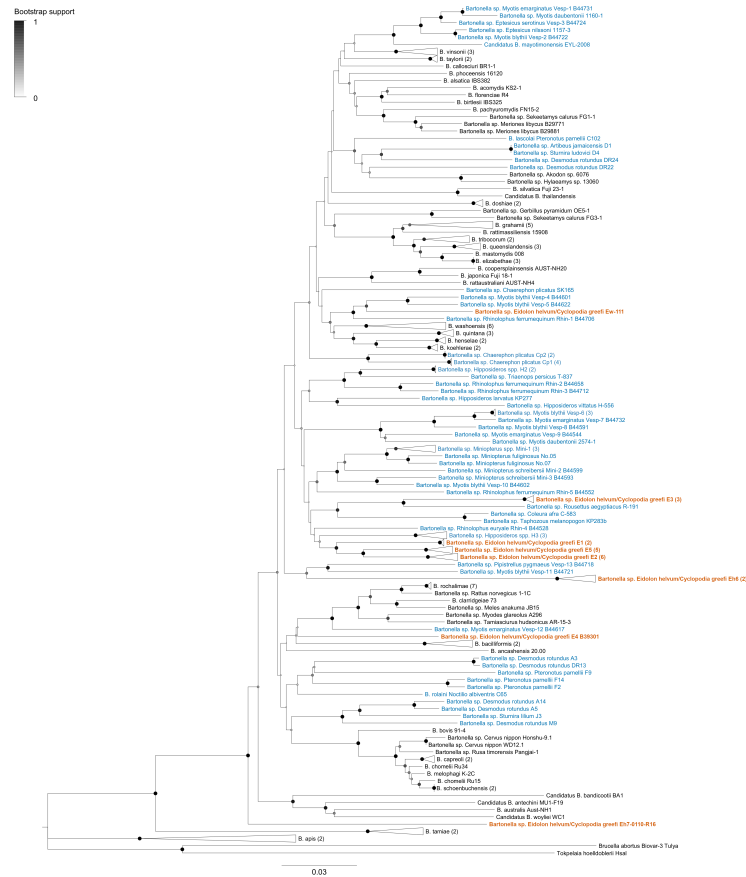 Bootstrap support
1
0
Bartonella sp. Myotis emarginatus Vesp-1 B44731
Bartonella sp. Myotis daubentonii 1160-1
Bartonella sp. Eptesicus serotinus Vesp-3 B44724
Bartonella sp. Eptesicus nilssoni 1157-3
Bartonella sp. Myotis blythii Vesp-2 B44722
Candidatus B. mayotimonensis EYL-2008
B. vinsonii (3)
B. taylorii (2)
B. callosciuri BR1-1
B. phoceensis 16120
B. alsatica IBS382
B. acomydis KS2-1
B. florenciae R4
B. birtlesii IBS325
B. pachyuromydis FN15-2
Bartonella sp. Sekeetamys calurus FG1-1
Bartonella sp. Meriones libycus B29771
Bartonella sp. Meriones libycus B29881
B. lascolai Pteronotus parnellii C102
Bartonella sp. Artibeus jamaicensis D1
Bartonella sp. Sturnira ludovici D4
Bartonella sp. Desmodus rotundus DR24
Bartonella sp. Desmodus rotundus DR22
Bartonella sp. Akodon sp. 6076
Bartonella sp. Hylaeamys sp. 13060
B. silvatica Fuji 23-1
Candidatus B. thailandensis
B. doshiae (2)
Bartonella sp. Gerbillus pyramidum OE5-1
Bartonella sp. Sekeetamys calurus FG3-1
B. grahamii (5)
B. rattimassiliensis 15908
B. tribocorum (2)
B. queenslandensis (3)
B. mastomydis 008
B. elizabethae (3)
B. coopersplainsensis AUST-NH20
B. japonica Fuji 18-1
B. rattaustraliani AUST-NH4
Bartonella sp. Chaerephon plicatus SK165
Bartonella sp. Myotis blythii Vesp-4 B44601
Bartonella sp. Myotis blythii Vesp-5 B44622
Bartonella sp. Eidolon helvum/Cyclopodia greefi Ew-111
Bartonella sp. Rhinolophus ferrumequinum Rhin-1 B44706
B. washoensis (6)
B. quintana (3)
B. henselae (2)
B. koehlerae (2)
Bartonella sp. Chaerephon plicatus Cp2 (2)
Bartonella sp. Chaerephon plicatus Cp1 (4)
Bartonella sp. Hipposideros spp. H2 (2)
Bartonella sp. Triaenops persicus T-837
Bartonella sp. Rhinolophus ferrumequinum Rhin-2 B44658
Bartonella sp. Rhinolophus ferrumequinum Rhin-3 B44712
Bartonella sp. Hipposideros larvatus KP277
Bartonella sp. Hipposideros vittatus H-556
Bartonella sp. Myotis blythii Vesp-6 (3)
Bartonella sp. Myotis emarginatus Vesp-7 B44732
Bartonella sp. Myotis blythii Vesp-8 B44591
Bartonella sp. Myotis emarginatus Vesp-9 B44544
Bartonella sp. Myotis daubentonii 2574-1
Bartonella sp. Miniopterus spp. Mini-1 (3)
Bartonella sp. Miniopterus fuliginosus No.05
Bartonella sp. Miniopterus fuliginosus No.07
Bartonella sp. Miniopterus schreibersii Mini-2 B44599
Bartonella sp. Miniopterus schreibersii Mini-3 B44593
Bartonella sp. Myotis blythii Vesp-10 B44602
Bartonella sp. Rhinolophus ferrumequinum Rhin-5 B44552
Bartonella sp. Eidolon helvum/Cyclopodia greefi E3 (3)
Bartonella sp. Rousettus aegyptiacus R-191
Bartonella sp. Coleura afra C-583
Bartonella sp. Taphozous melanopogon KP283b
Bartonella sp. Rhinolophus euryale Rhin-4 B44528
Bartonella sp. Hipposideros spp. H3 (3)
Bartonella sp. Eidolon helvum/Cyclopodia greefi E1 (2)
Bartonella sp. Eidolon helvum/Cyclopodia greefi E5 (5)
Bartonella sp. Eidolon helvum/Cyclopodia greefi E2 (6)
Bartonella sp. Pipistrellus pygmaeus Vesp-13 B44718
Bartonella sp. Myotis blythii Vesp-11 B44721
Bartonella sp. Eidolon helvum/Cyclopodia greefi Eh6 (2)
B. rochalimae (7)
Bartonella sp. Rattus norvegicus 1-1C
B. clarridgeiae 73
Bartonella sp. Meles anakuma JB15
Bartonella sp. Myodes glareolus A296
Bartonella sp. Tamiasciurus hudsonicus AR-15-3
Bartonella sp. Myotis emarginatus Vesp-12 B44617
Bartonella sp. Eidolon helvum/Cyclopodia greefi E4 B39301
B. bacilliformis (2)
B. ancashensis 20.00
Bartonella sp. Desmodus rotundus A3
Bartonella sp. Desmodus rotundus DR13
Bartonella sp. Pteronotus parnellii F9
Bartonella sp. Pteronotus parnellii F14
Bartonella sp. Pteronotus parnellii F2
B. rolaini Noctilio albiventris C65
Bartonella sp. Desmodus rotundus A14
Bartonella sp. Desmodus rotundus A5
Bartonella sp. Sturnira lilium J3
Bartonella sp. Desmodus rotundus M9
B. bovis 91-4
Bartonella sp. Cervus nippon Honshu-9.1
Bartonella sp. Cervus nippon WD12.1
Bartonella sp. Rusa timorensis Pangjai-1
B. capreoli (2)
B. chomelii Ru34
B. melophagi K-2C
B. chomelii Ru15
B. schoenbuchensis (2)
Candidatus B. bandicootii BA1
Candidatus B. antechini MU1-F19
B. australis Aust-NH1
Candidatus B. woyliei WC1
Bartonella sp. Eidolon helvum/Cyclopodia greefi Eh7-0110-R16
B. tamiae (2)
B. apis (2)
Brucella abortus Biovar-3 Tulya
Tokpelaia hoelldoblerii Hsal
0.03